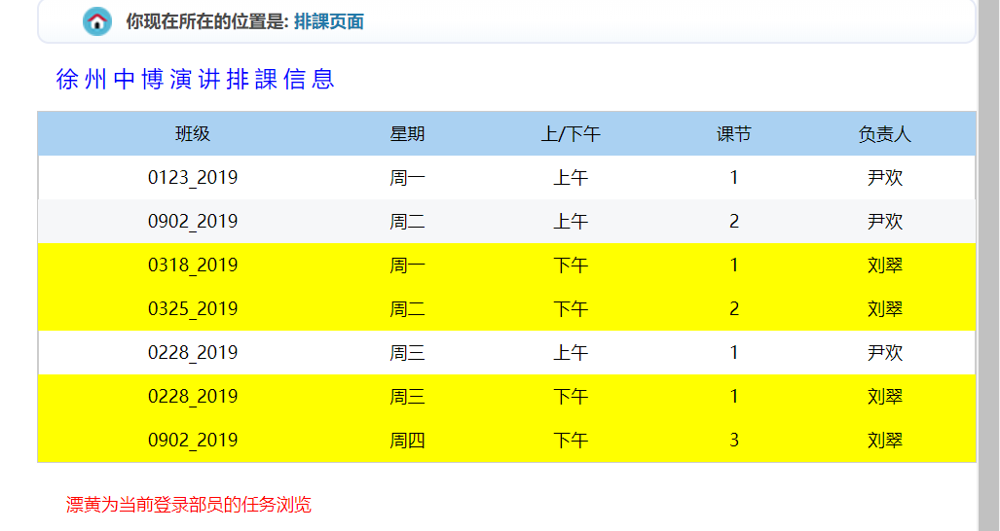 你现在所在的位置是: 排課页面
徐州中博演讲排課信息
班级 星期 上/下午 课节 负责人
0123_2019 周一 上午 1 尹欢
0902_2019 周二 上午 2 尹欢
0318_2019 周一 下午 1 刘翠
0325_2019 周二 下午 2 刘翠
0228_2019 周三 上午 1 尹欢
0228_2019 周三 下午 1 刘翠
0902_2019 周四 下午 3 刘翠
漂黄为当前登录部员的任务浏览